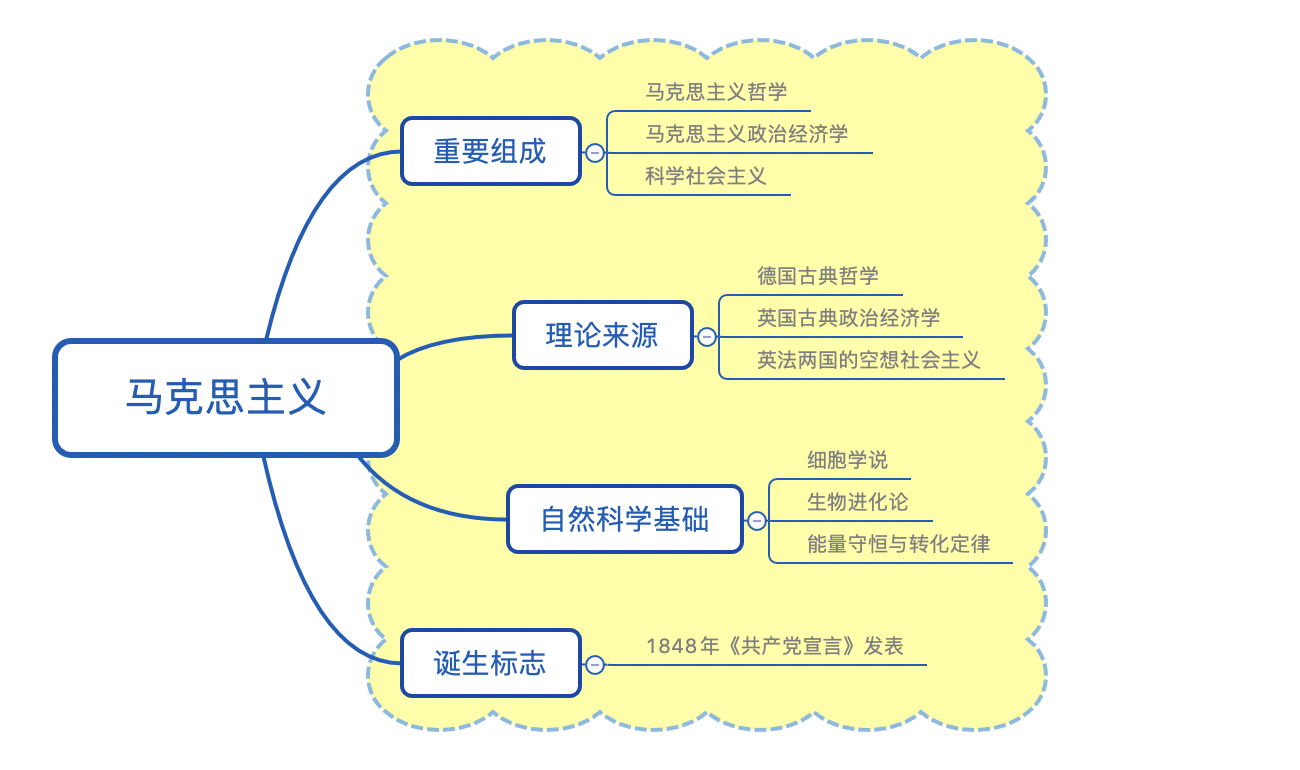 马克思主义
重要组成
马克思主义哲学
马克思主义政治经济学
科学社会主义
理论来源
德国古典哲学
英国古典政治经济学
英法两国的空想社会主义
自然科学基础
细胞学说
生物进化论
能量守恒与转化定律
诞生标志
1848年《共产党宣言》发表